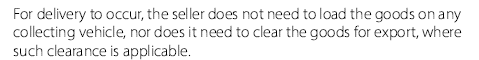 For delivery to occur, the seller does not need to load the goods on any
collecting vehicle, nor does it need to clear the goods for export, where
such clearance is applicable.